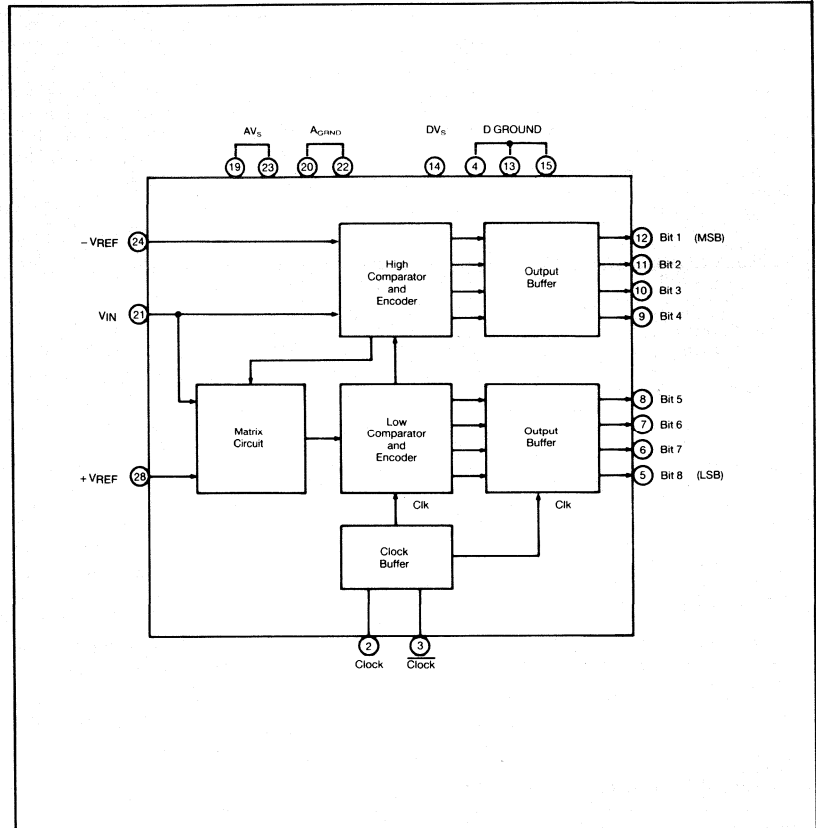 AVS AGRND DVS D GROUND
19 23 20 22 14 4 13 15
– VREF 24
High
Comparator
and
Encoder
Output
Buffer
12 Bit 1 (MSB)
11 Bit 2
10 Bit 3
9 Bit 4
VIN 21
Matrix
Circuit
Low
Comparator
and
Encoder
Output
Buffer
8 Bit 5
7 Bit 6
6 Bit 7
5 Bit 8 (LSB)
+ VREF 28
Clk Clk
Clock
Buffer
2 3
Clock Clock